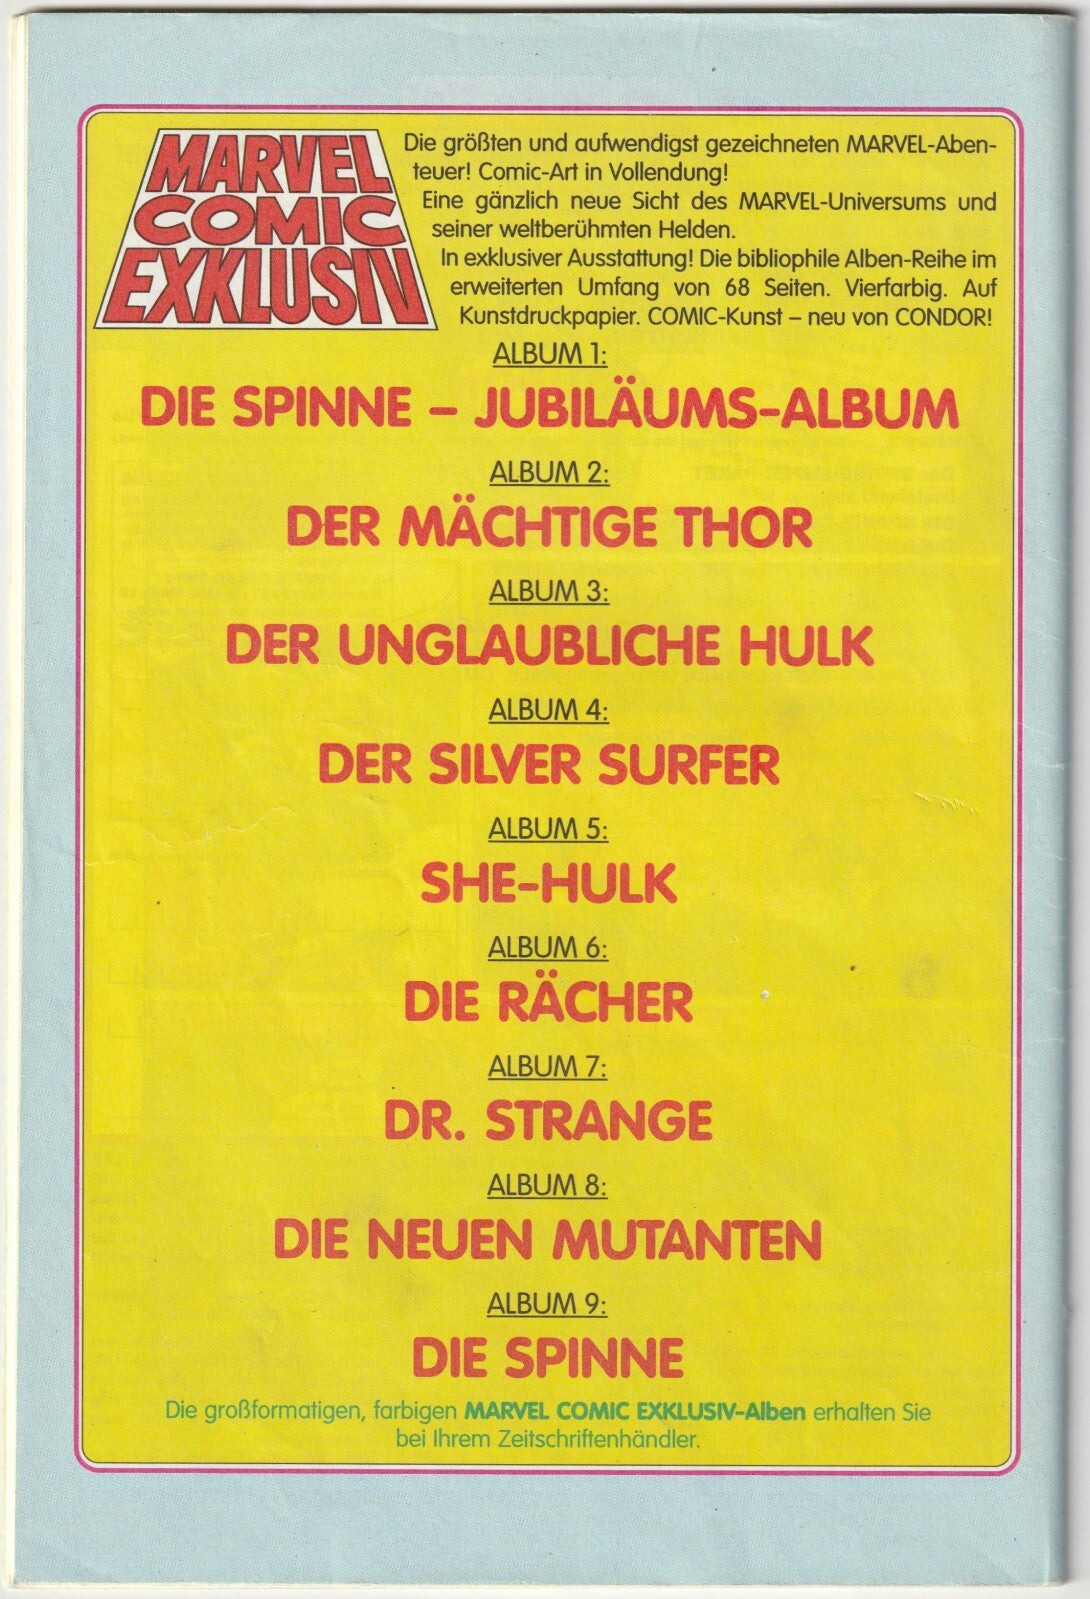 MARVEL
COMIC
EXKLUSIV
Die größten und aufwendigst gezeichneten MARVEL-Aben-
teuer! Comic-Art in Vollendung!
Eine gänzlich neue Sicht des MARVEL-Universums und
seiner weltberühmten Helden.
In exklusiver Ausstattung! Die bibliophile Alben-Reihe im
erweiterten Umfang von 68 Seiten. Vierfarbig. Auf
Kunstdruckpapier. COMIC-Kunst – neu von CONDOR!
ALBUM 1:
DIE SPINNE – JUBILÄUMS-ALBUM
ALBUM 2:
DER MÄCHTIGE THOR
ALBUM 3:
DER UNGLAUBLICHE HULK
ALBUM 4:
DER SILVER SURFER
ALBUM 5:
SHE-HULK
ALBUM 6:
DIE RÄCHER
ALBUM 7:
DR. STRANGE
ALBUM 8:
DIE NEUEN MUTANTEN
ALBUM 9:
DIE SPINNE
Die großformatigen, farbigen MARVEL COMIC EXKLUSIV-Alben erhalten Sie
bei Ihrem Zeitschriftenhändler.